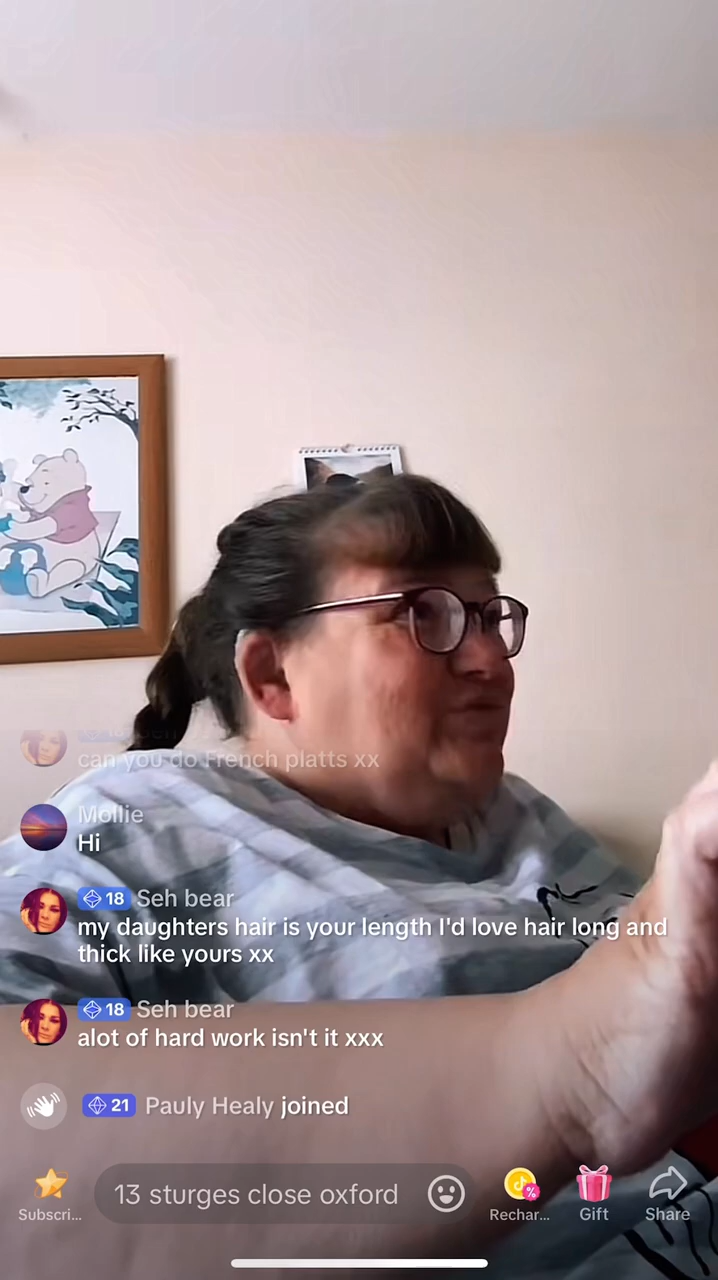 can you do French platts xx
Mollie
Hi
18 Seh bear
my daughters hair is your length I'd love hair long and
thick like yours xx
18 Seh bear
alot of hard work isn't it xxx
21 Pauly Healy joined
13 sturges close oxford
Subscri...
Rechar...
Gift
Share